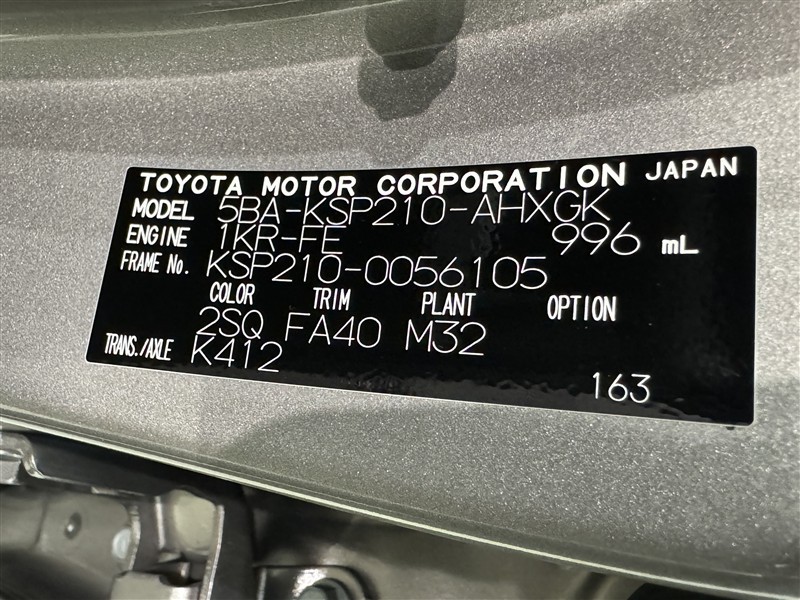 TOYOTA MOTOR CORPORATION JAPAN
MODEL 5BA-KSP210-AHXGK
ENGINE 1KR-FE 996 mL
FRAME No. KSP210-0056105
COLOR TRIM PLANT OPTION
2SQ FA40 M32
TRANS./AXLE K412
163